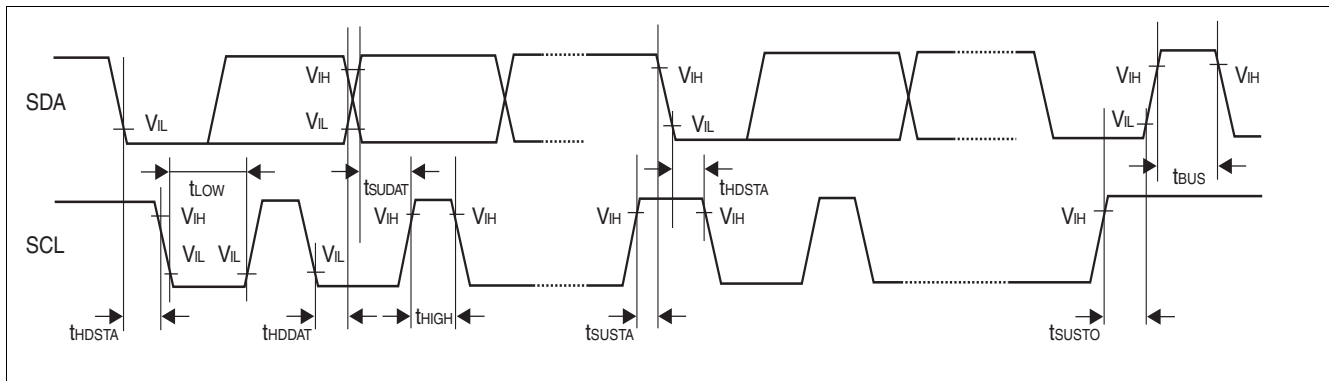 SDA
VIL
VIH
VIL
VIH
VIL
VIH
VIL
VIH
tLOW
tSUDAT
tHDSTA
tBUS
SCL
VIH
VIL
VIL
VIL
VIH
VIH
VIH
VIH
VIH
tHDSTA
tHDDAT
tHIGH
tSUSTA
tSUSTO